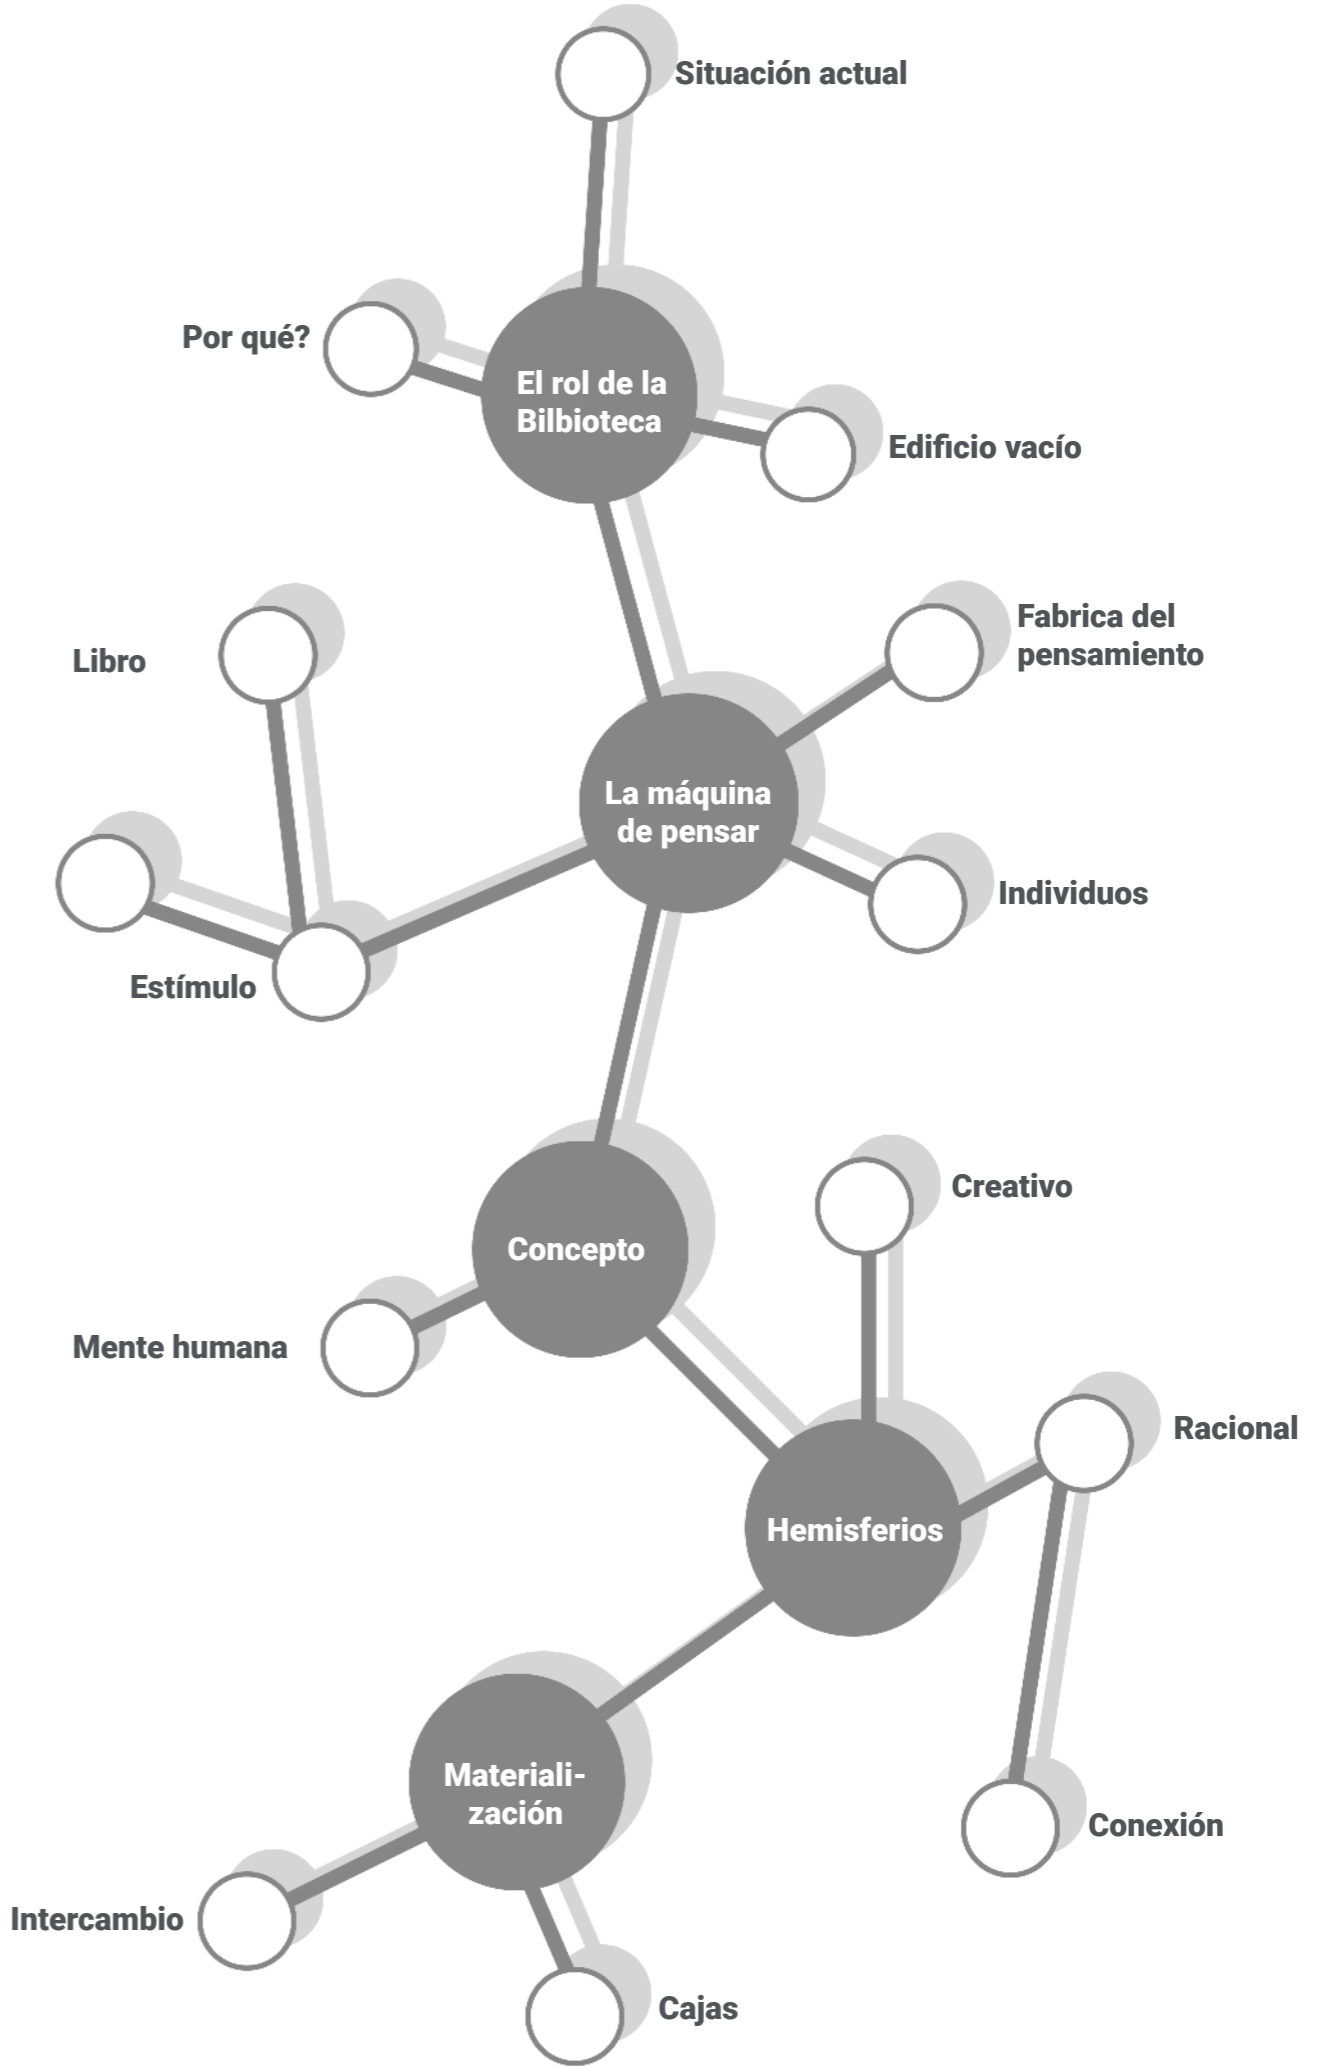 Situación actual
Por qué?
El rol de la
Bilbioteca
Edificio vacío
Fabrica del
pensamiento
Libro
La máquina
de pensar
Individuos
Estímulo
Creativo
Concepto
Mente humana
Racional
Hemisferios
Materiali-
zación
Conexión
Intercambio
Cajas